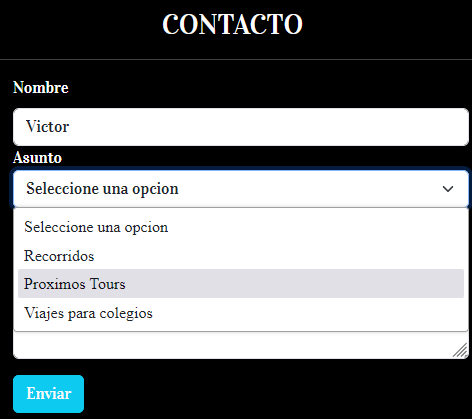 CONTACTO
Nombre
Victor
Asunto
Seleccione una opcion
Seleccione una opcion
Recorridos
Proximos Tours
Viajes para colegios
Enviar